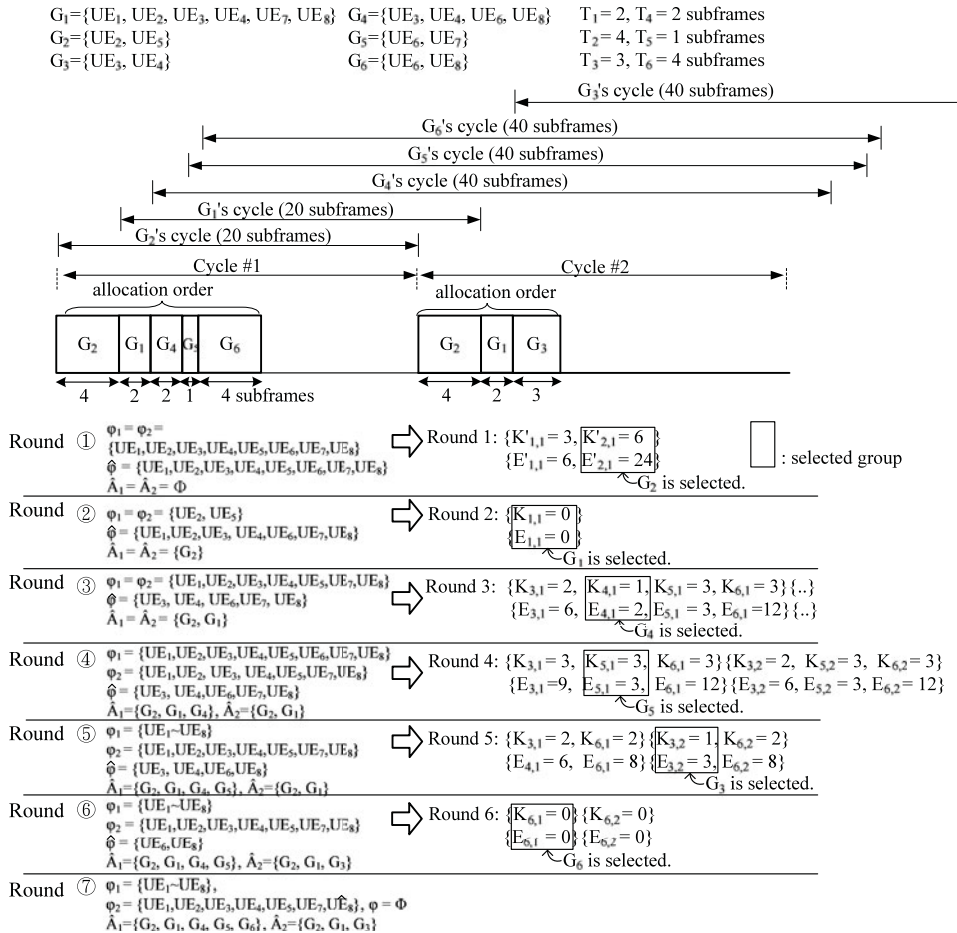 G₁={UE₁, UE₂, UE₃, UE₄, UE₇, UE₈} G₄={UE₃, UE₄, UE₆, UE₈} T₁= 2, T₄= 2 subframes
G₂={UE₂, UE₅} G₅={UE₆, UE₇} T₂= 4, T₅= 1 subframes
G₃={UE₃, UE₄} G₆={UE₆, UE₈} T₃= 3, T₆= 4 subframes
G₃'s cycle (40 subframes)
G₆'s cycle (40 subframes)
G₅'s cycle (40 subframes)
G₄'s cycle (40 subframes)
G₁'s cycle (20 subframes)
G₂'s cycle (20 subframes)
Cycle #1 Cycle #2
allocation order allocation order
G₂ G₁ G₄ G₅ G₆ G₂ G₁ G₃
4 2 2 1 4 subframes 4 2 3
Round ① φ₁ = φ₂ =
{UE₁,UE₂,UE₃,UE₄,UE₅,UE₆,UE₇,UE₈}
φ̂ = {UE₁,UE₂,UE₃,UE₄,UE₅,UE₆,UE₇,UE₈}
Â₁ = Â₂ = Φ
Round 1: {K'₁,₁ = 3, K'₂,₁ = 6}
{E'₁,₁ = 6, E'₂,₁ = 24}
G₂ is selected.
: selected group
Round ② φ₁ = φ₂ = {UE₂, UE₅}
φ̂ = {UE₁,UE₂,UE₃, UE₄,UE₆,UE₇,UE₈}
Â₁ = Â₂ = {G₂}
Round 2: {K₁,₁ = 0}
{E₁,₁ = 0}
G₁ is selected.
Round ③ φ₁ = φ₂ = {UE₁,UE₂,UE₃,UE₄,UE₅,UE₇,UE₈}
φ̂ = {UE₃, UE₄, UE₆,UE₇, UE₈}
Â₁ = Â₂ = {G₂, G₁}
Round 3: {K₃,₁ = 2, K₄,₁ = 1, K₅,₁ = 3, K₆,₁ = 3}{..}
{E₃,₁ = 6, E₄,₁ = 2, E₅,₁ = 3, E₆,₁ =12}{..}
G₄ is selected.
Round ④ φ₁ = {UE₁,UE₂,UE₃,UE₄,UE₅,UE₆,UE₇,UE₈}
φ₂ = {UE₁, UE₂, UE₃, UE₄,UE₅,UE₇,UE₈}
φ̂ = {UE₃, UE₄,UE₆,UE₇,UE₈}
Â₁={G₂, G₁, G₄}, Â₂={G₂, G₁}
Round 4: {K₃,₁ = 3, K₅,₁ = 3, K₆,₁ = 3}{K₃,₂ = 2, K₅,₂ = 3, K₆,₂ = 3}
{E₃,₁ =9, E₅,₁ = 3, E₆,₁ = 12}{E₃,₂ = 6, E₅,₂ = 3, E₆,₂ = 12}
G₅ is selected.
Round ⑤ φ₁ = {UE₁~UE₈}
φ₂ = {UE₁,UE₂,UE₃,UE₄,UE₅,UE₇,UE₈}
φ̂ = {UE₃, UE₄,UE₆,UE₈}
Â₁={G₂, G₁, G₄, G₅}, Â₂={G₂, G₁}
Round 5: {K₃,₁ = 2, K₆,₁ = 2}{K₃,₂ = 1, K₆,₂ = 2}
{E₄,₁ = 6, E₆,₁ = 8}{E₃,₂ = 3, E₆,₂ = 8}
G₃ is selected.
Round ⑥ φ₁ = {UE₁~UE₈}
φ₂ = {UE₁,UE₂,UE₃,UE₄,UE₅,UE₇,UE₈}
φ̂ = {UE₆,UE₈}
Â₁={G₂, G₁, G₄, G₅}, Â₂={G₂, G₁, G₃}
Round 6: {K₆,₁ = 0}{K₆,₂ = 0}
{E₆,₁ = 0}{E₆,₂ = 0}
G₆ is selected.
Round ⑦ φ₁ = {UE₁~UE₈},
φ₂ = {UE₁,UE₂,UE₃,UE₄,UE₅,UE₇,UÊ₈}, φ = Φ
Â₁={G₂, G₁, G₄, G₅, G₆}, Â₂={G₂, G₁, G₃}